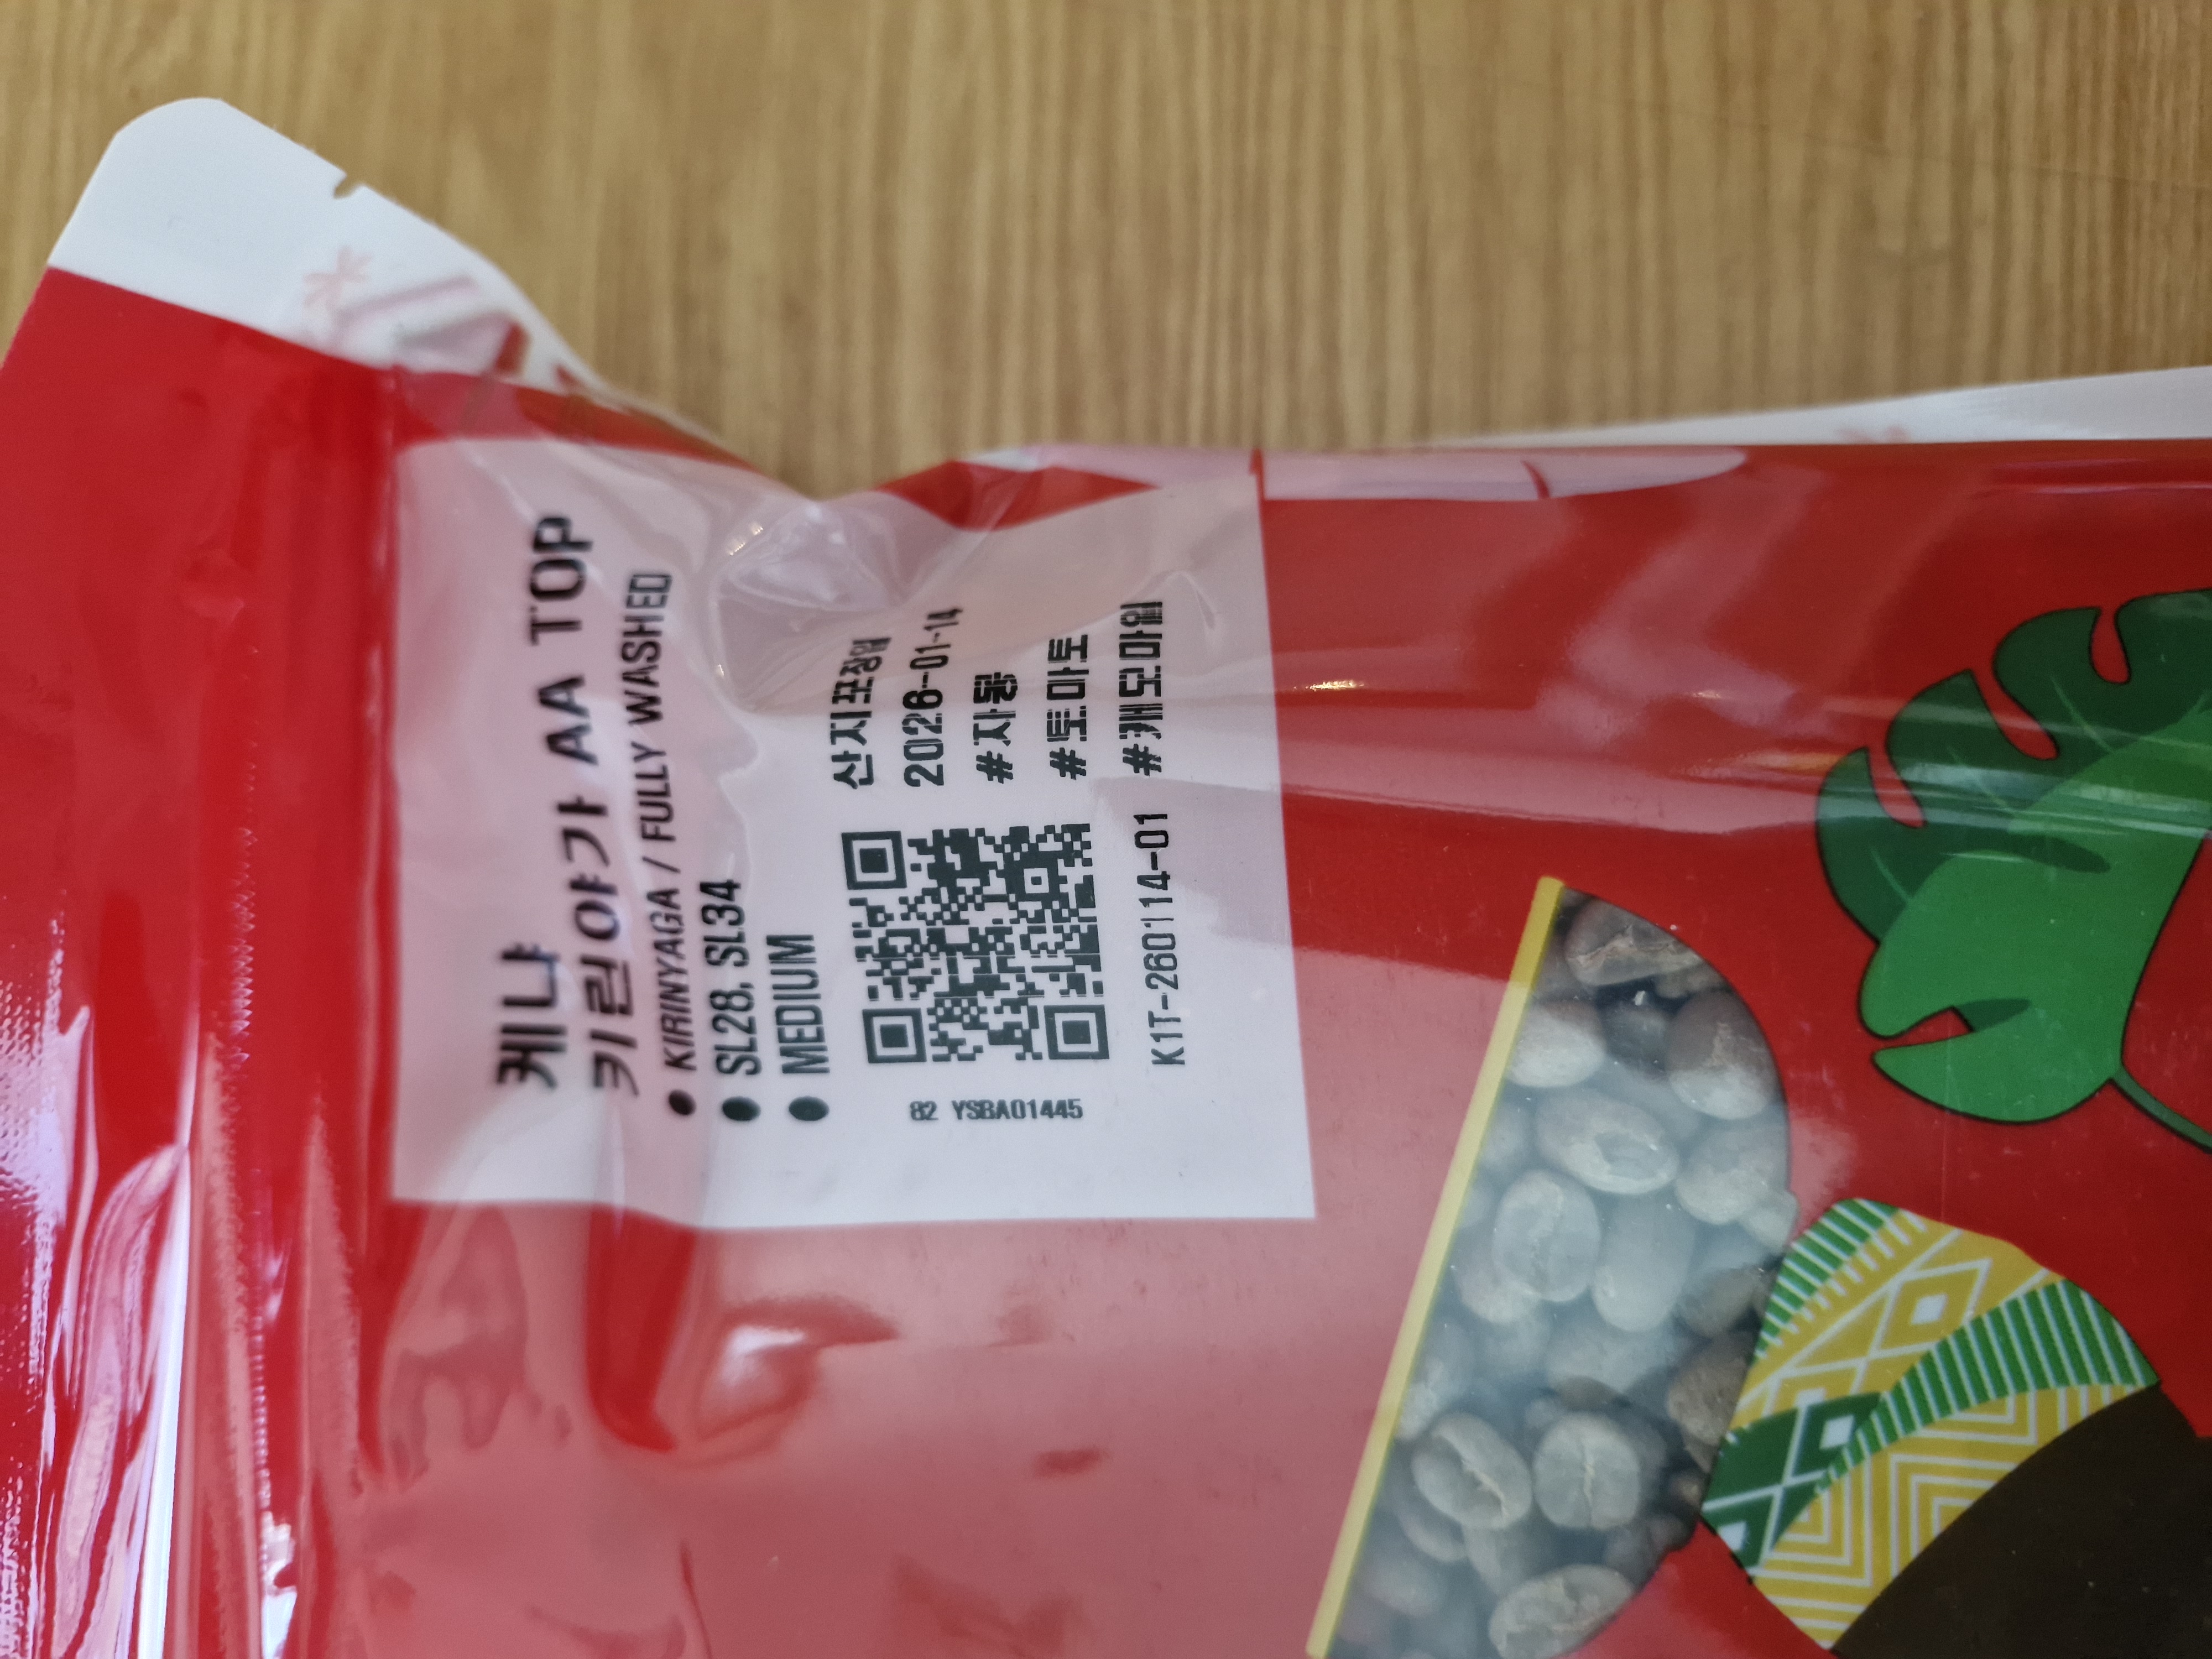 케냐
키린야가 AA TOP
● KIRINYAGA / FULLY WASHED
● SL28, SL34
● MEDIUM
산지포장일
2026-01-14
#자몽
#토마토
#캐모마일
82 YSBA01445
K1T-260114-01